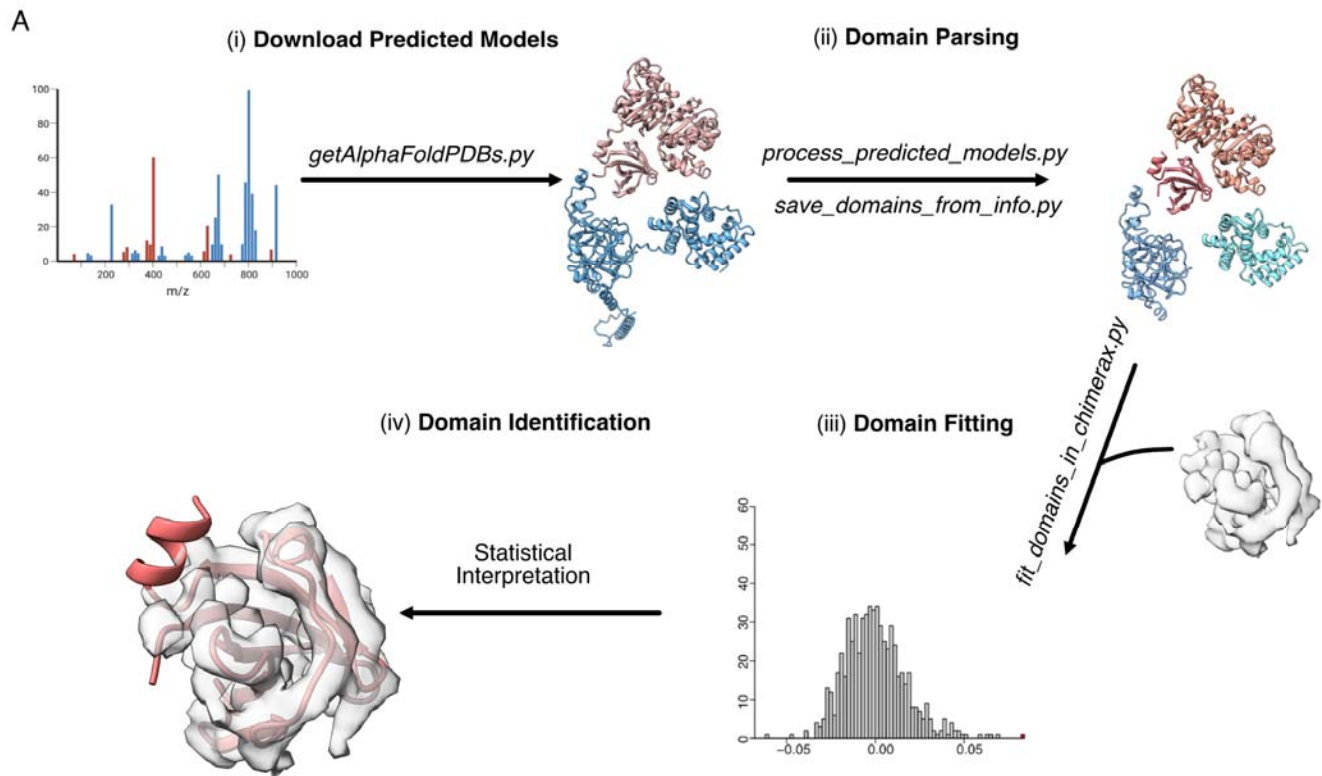 A
(i) Download Predicted Models
(ii) Domain Parsing
100
80
60
40
20
0
200
400
600
800
1000
m/z
getAlphaFoldPDBs.py
process_predicted_models.py
save_domains_from_info.py
fit_domains_in_chimerax.py
(iv) Domain Identification
(iii) Domain Fitting
Statistical
Interpretation
60
50
40
30
20
10
0
−0.05
0.00
0.05